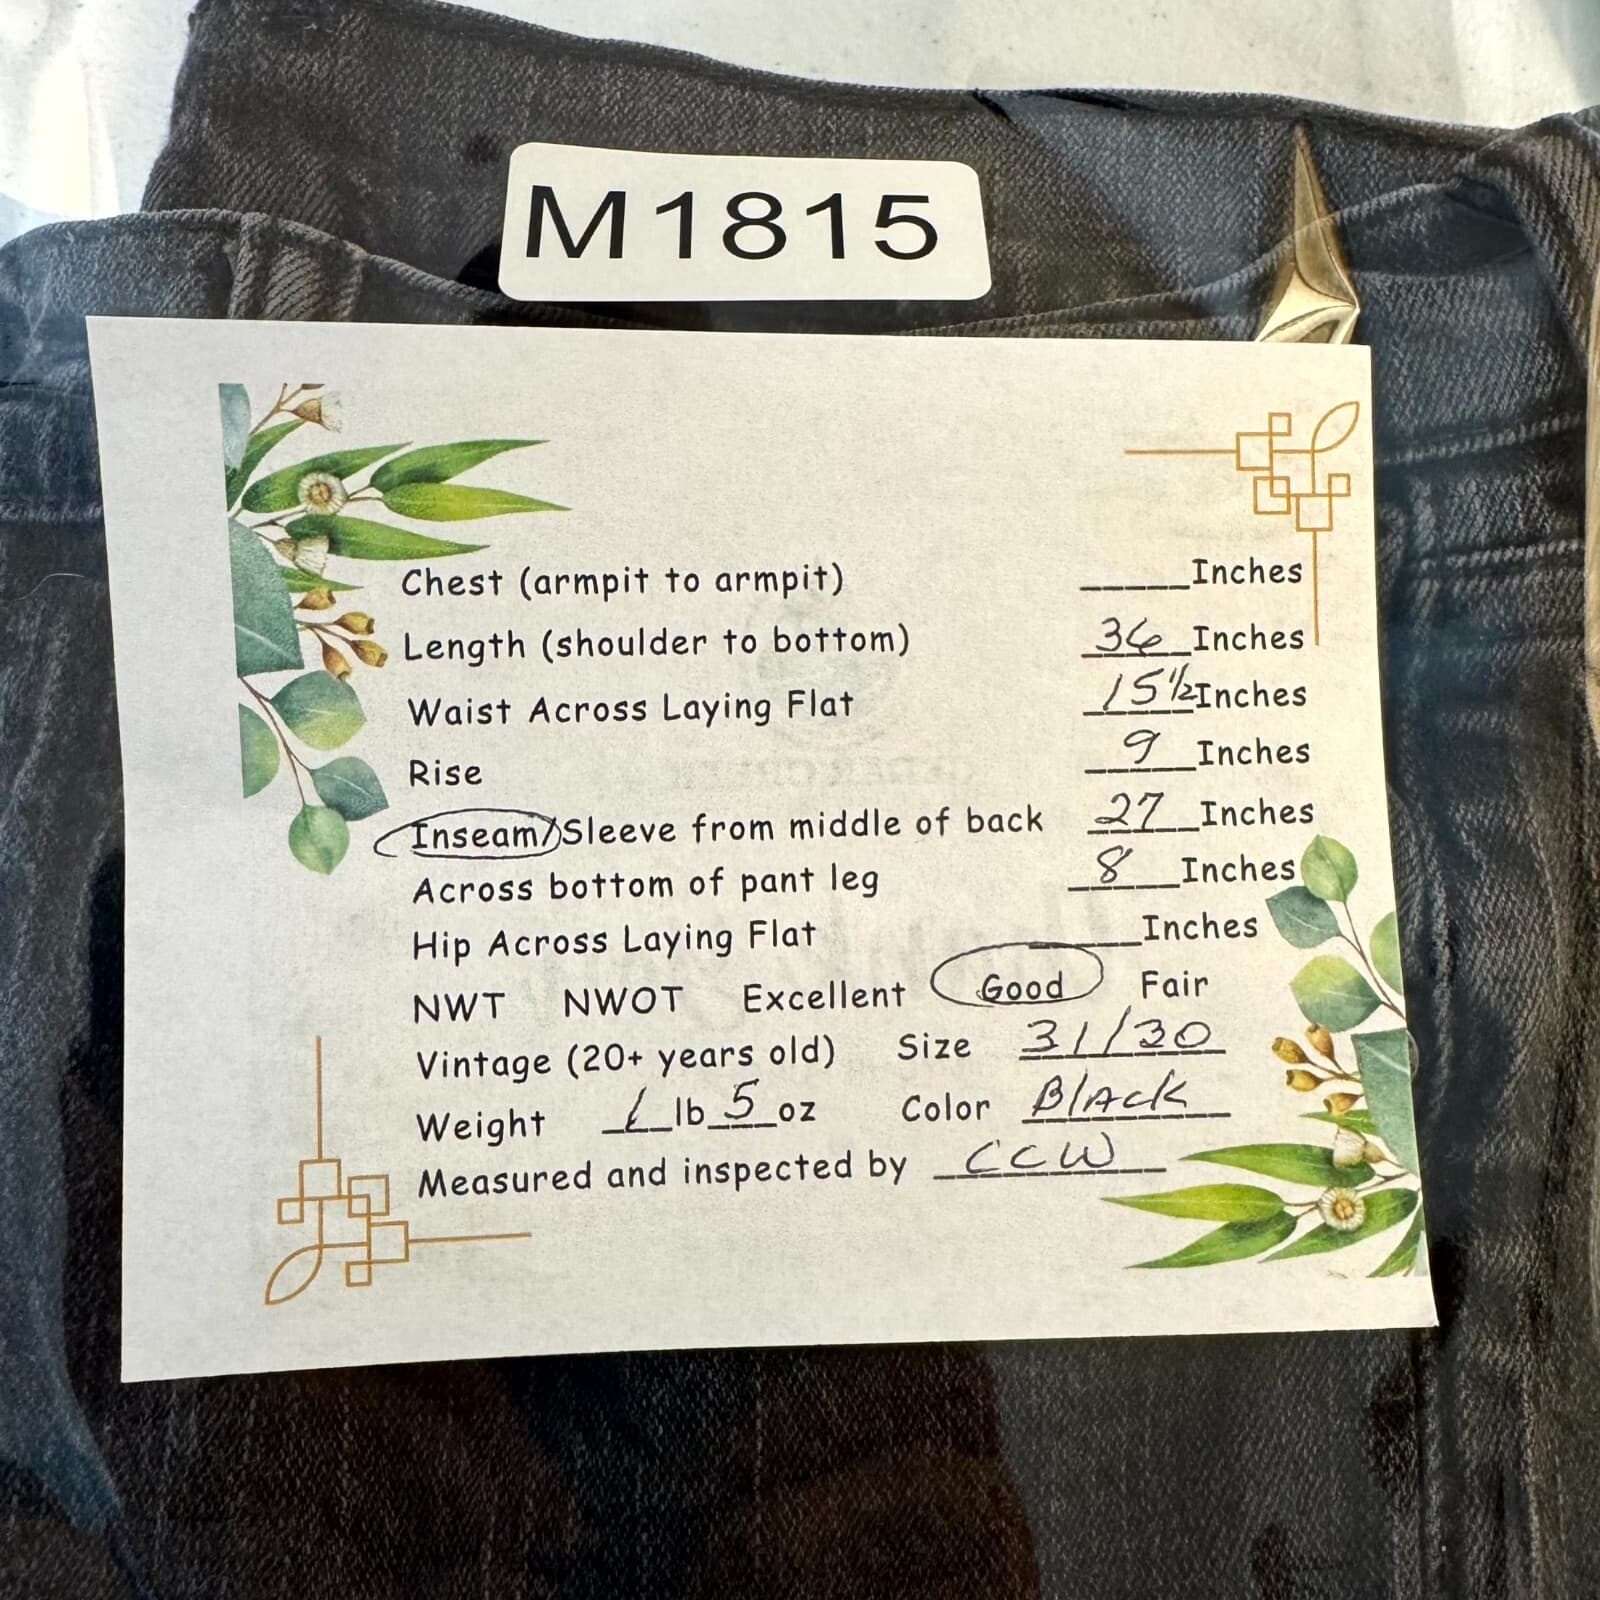 M1815
Chest (armpit to armpit) _____Inches
Length (shoulder to bottom) 36 Inches
Waist Across Laying Flat 15 1/2 Inches
Rise 9 Inches
Inseam/Sleeve from middle of back 27 Inches
Across bottom of pant leg 8 Inches
Hip Across Laying Flat _____Inches
NWT NWOT Excellent Good Fair
Vintage (20+ years old) Size 31/30
Weight 1 lb 5 oz Color Black
Measured and inspected by CCW